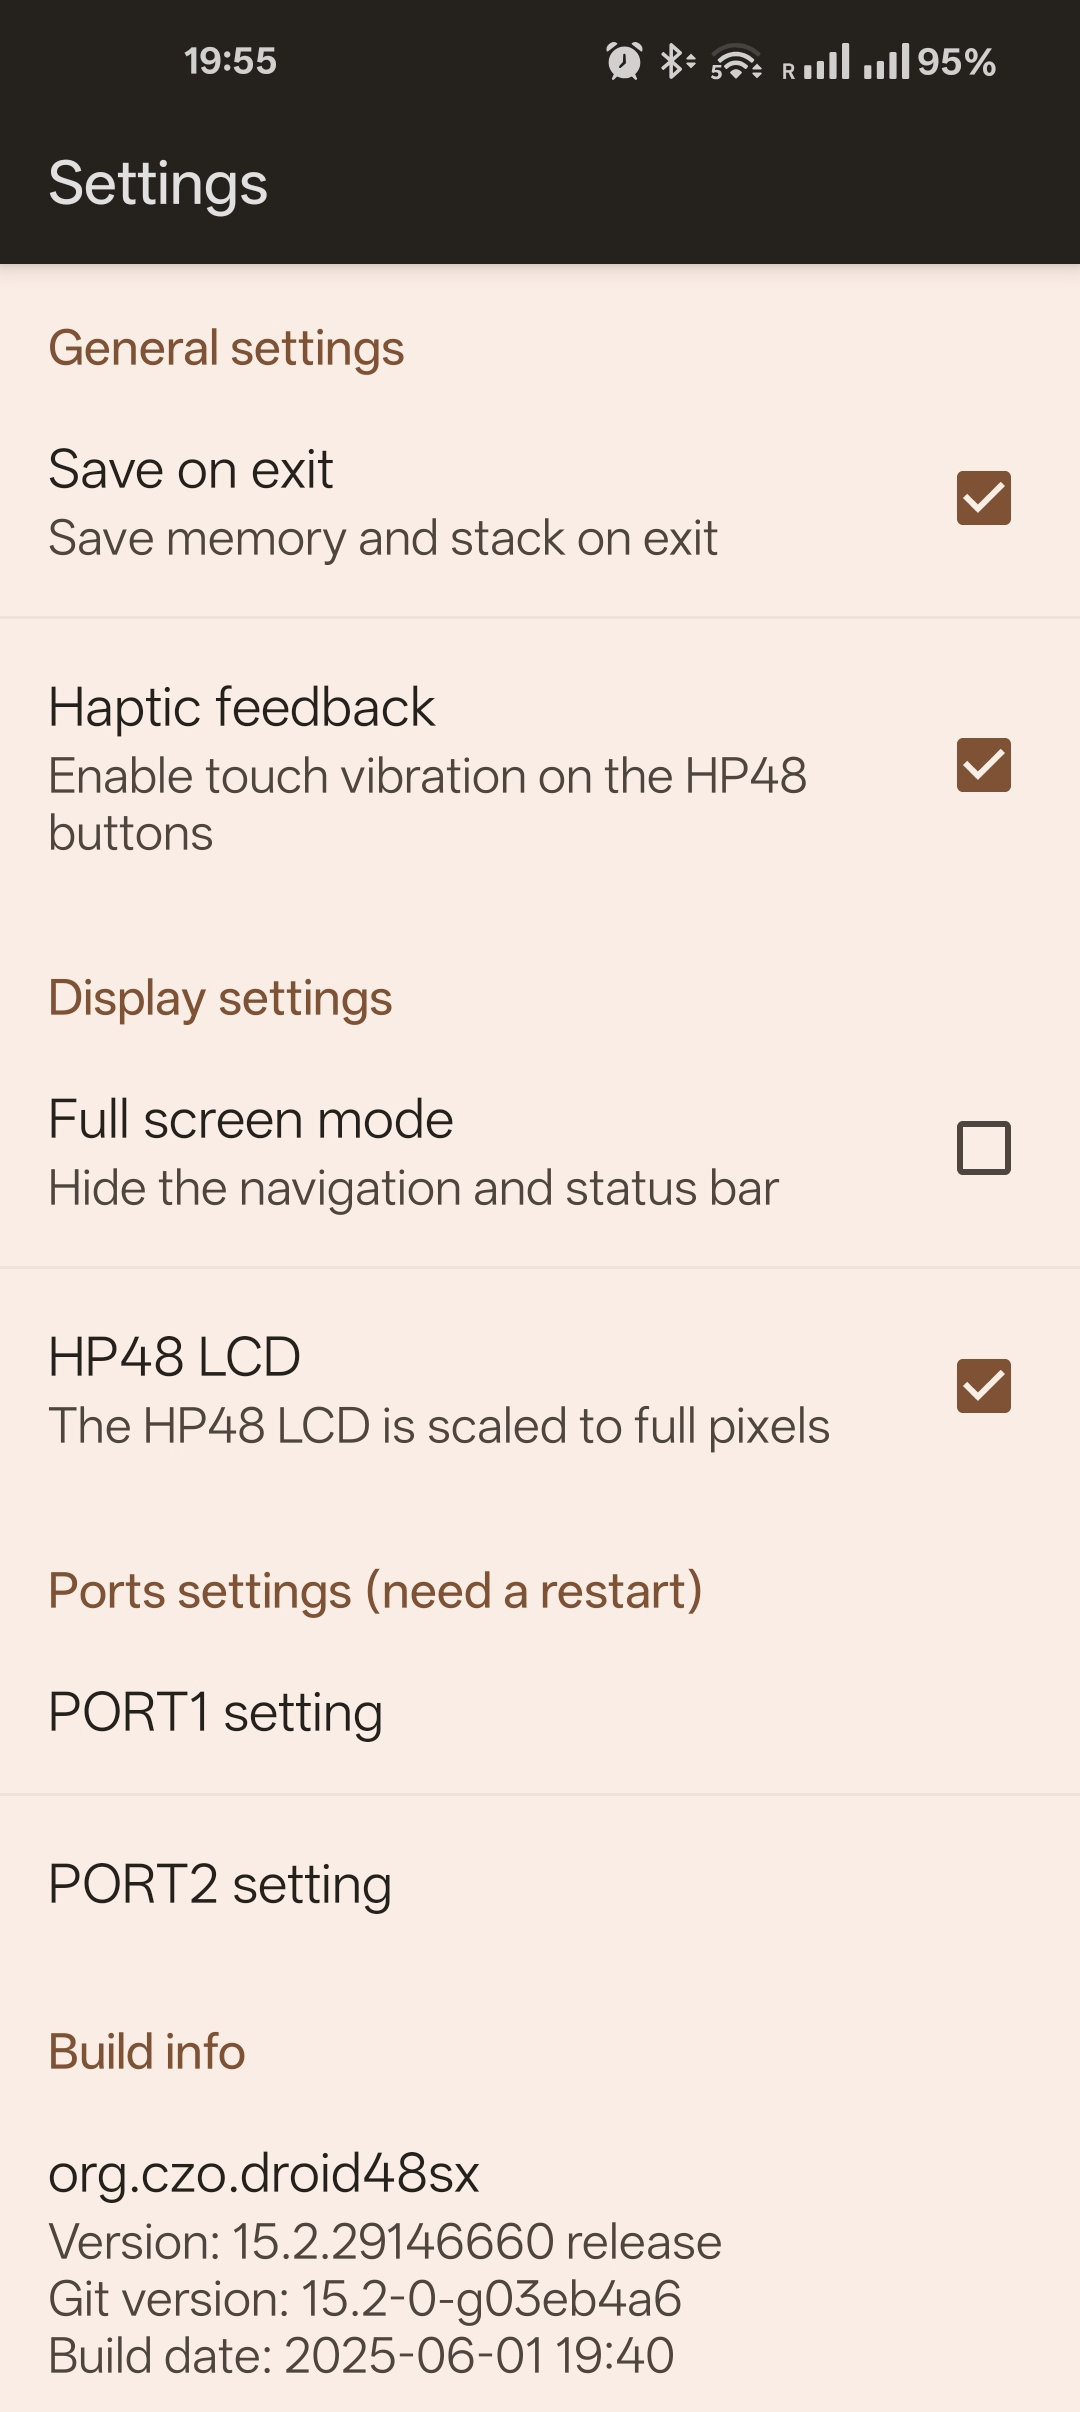 19:55
5 R 95%
Settings
General settings
Save on exit
Save memory and stack on exit
Haptic feedback
Enable touch vibration on the HP48
buttons
Display settings
Full screen mode
Hide the navigation and status bar
HP48 LCD
The HP48 LCD is scaled to full pixels
Ports settings (need a restart)
PORT1 setting
PORT2 setting
Build info
org.czo.droid48sx
Version: 15.2.29146660 release
Git version: 15.2-0-g03eb4a6
Build date: 2025-06-01 19:40